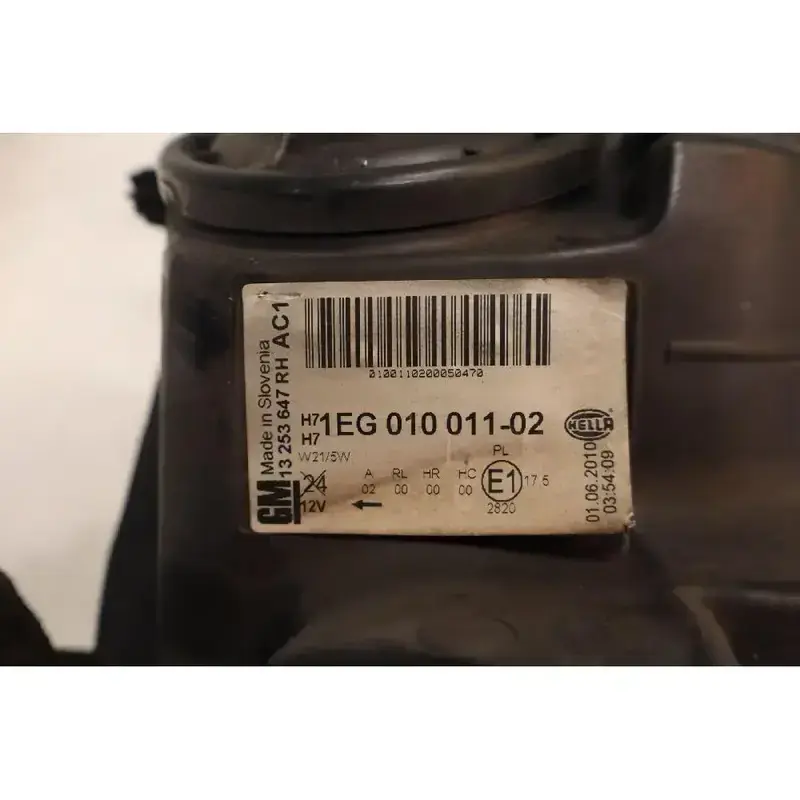 Made in Slovenia
13 253 647 RH AC1
GM
0100110200050470
H7 1EG 010 011-02
H7
HELLA
W21/5W
PL
24 A RL HR HC E1 17.5
02 00 00 00
12V ← 2820
01.06.2010
03:54:09